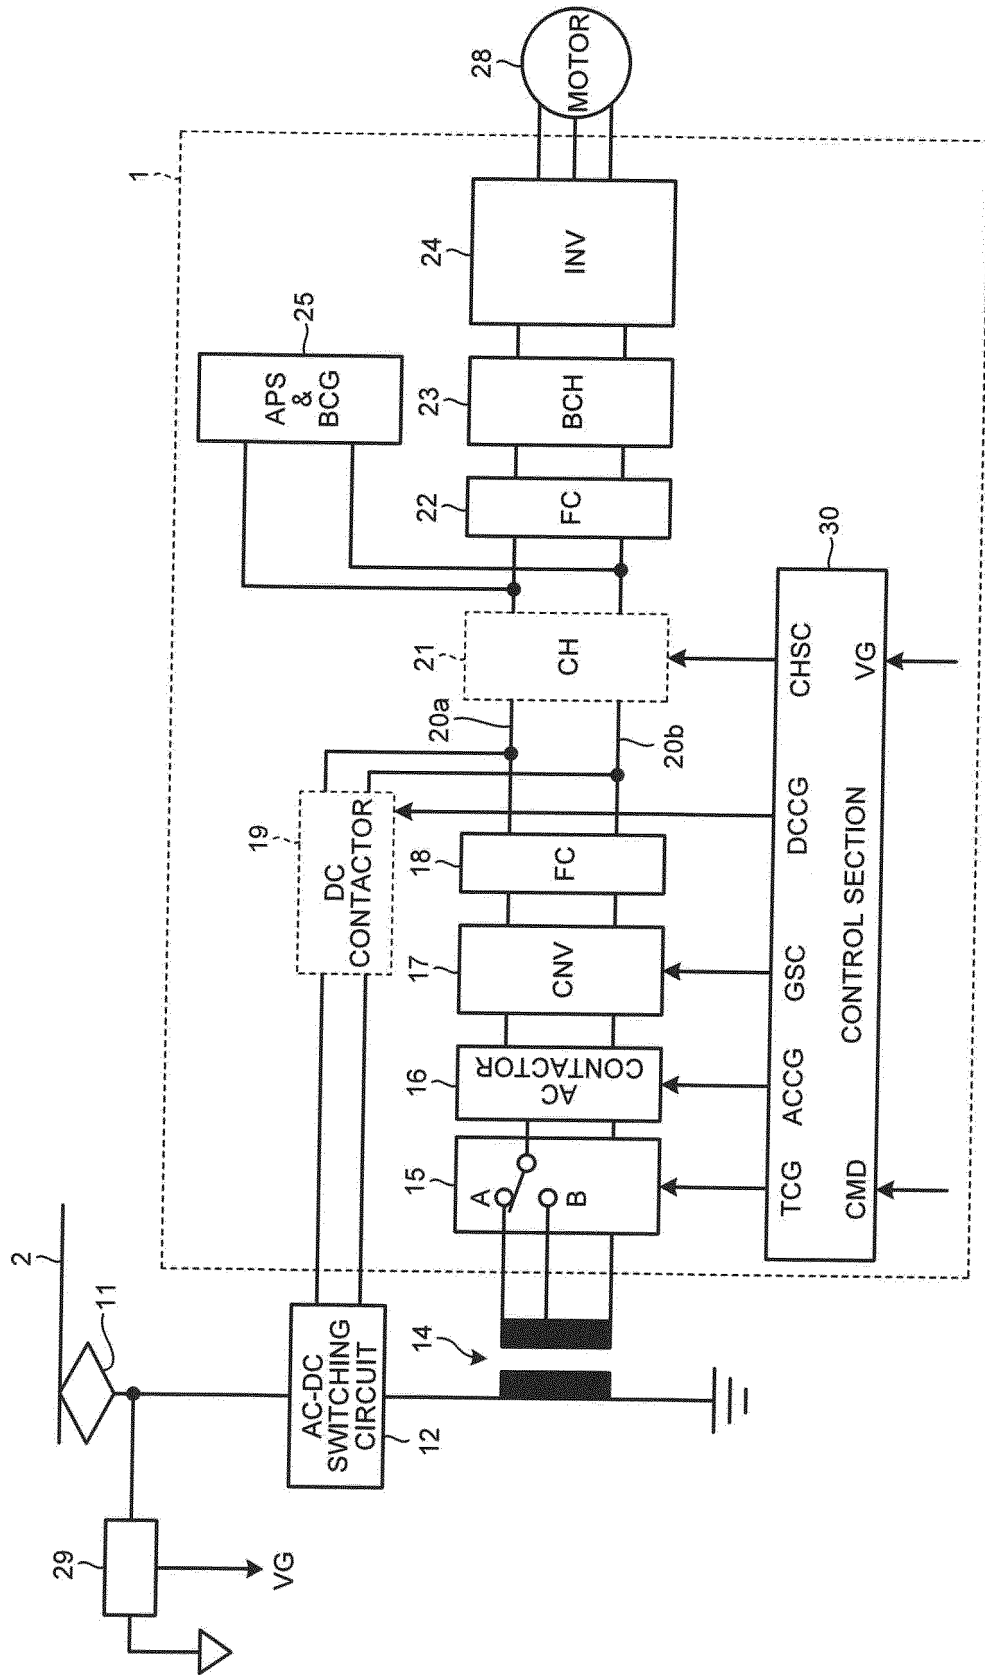 1
2
11
29
VG
AC-DC
SWITCHING
CIRCUIT
12
14
15
A
B
16
AC
CONTACTOR
17
CNV
18
FC
19
DC
CONTACTOR
20a
20b
21
CH
22
FC
23
BCH
24
INV
25
APS
&
BCG
28
MOTOR
30
TCG
ACCG
GSC
DCCG
CHSC
CMD
CONTROL SECTION
VG